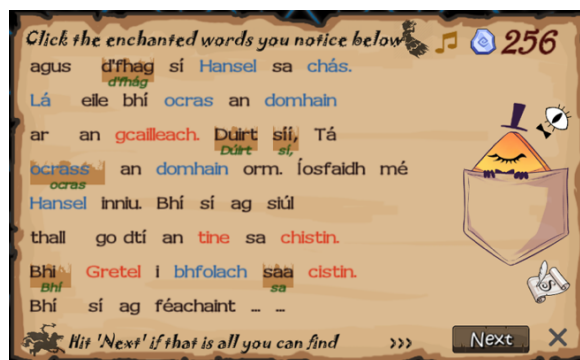 Click the enchanted words you notice below
256
agus d'fhag sí Hansel sa chás.
d'fhág
Lá eile bhí ocras an domhain
ar an gcailleach. Duirt síi, Tá
Dúirt sí,
ocrass an domhain orm. Íosfaidh mé
ocras
Hansel inniu. Bhí sí ag siúl
thall go dtí an tine sa chistin.
Bhi Gretel i bhfolach saa cistin.
Bhí sa
Bhí sí ag féachaint ... ...
Hit 'Next' if that is all you can find >>> Next